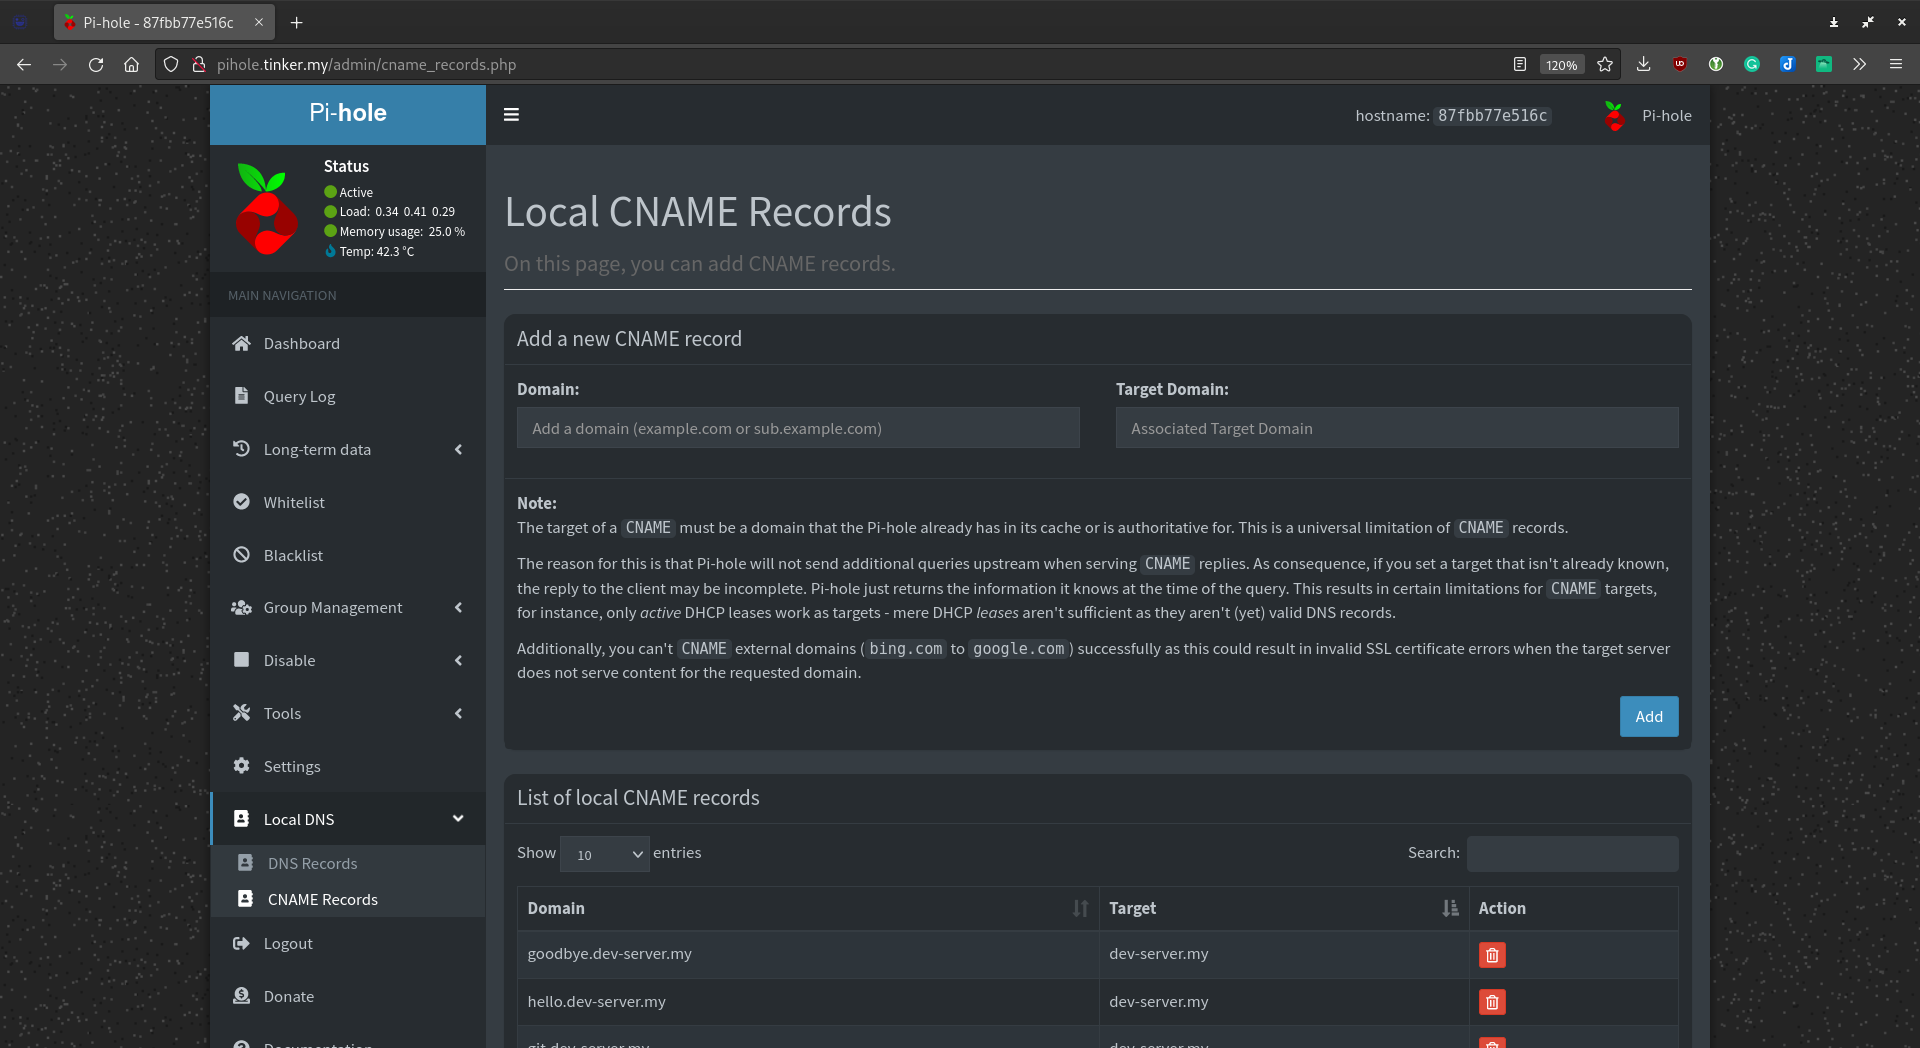 Pi-hole - 87fbb77e516c
pihole.tinker.my/admin/cname_records.php
120%
Pi-hole
hostname: 87fbb77e516c
Pi-hole
Status
Active
Load: 0.34 0.41 0.29
Memory usage: 25.0 %
Temp: 42.3 °C
MAIN NAVIGATION
Dashboard
Query Log
Long-term data
Whitelist
Blacklist
Group Management
Disable
Tools
Settings
Local DNS
DNS Records
CNAME Records
Logout
Donate
Documentation
Local CNAME Records
On this page, you can add CNAME records.
Add a new CNAME record
Domain:
Add a domain (example.com or sub.example.com)
Target Domain:
Associated Target Domain
Note:
The target of a CNAME must be a domain that the Pi-hole already has in its cache or is authoritative for. This is a universal limitation of CNAME records.
The reason for this is that Pi-hole will not send additional queries upstream when serving CNAME replies. As consequence, if you set a target that isn't already known,
the reply to the client may be incomplete. Pi-hole just returns the information it knows at the time of the query. This results in certain limitations for CNAME targets,
for instance, only active DHCP leases work as targets - mere DHCP leases aren't sufficient as they aren't (yet) valid DNS records.
Additionally, you can't CNAME external domains (bing.com to google.com) successfully as this could result in invalid SSL certificate errors when the target server
does not serve content for the requested domain.
Add
List of local CNAME records
Show 10 entries
Search:
Domain Target Action
goodbye.dev-server.my dev-server.my
hello.dev-server.my dev-server.my
git.dev-server.my dev-server.my